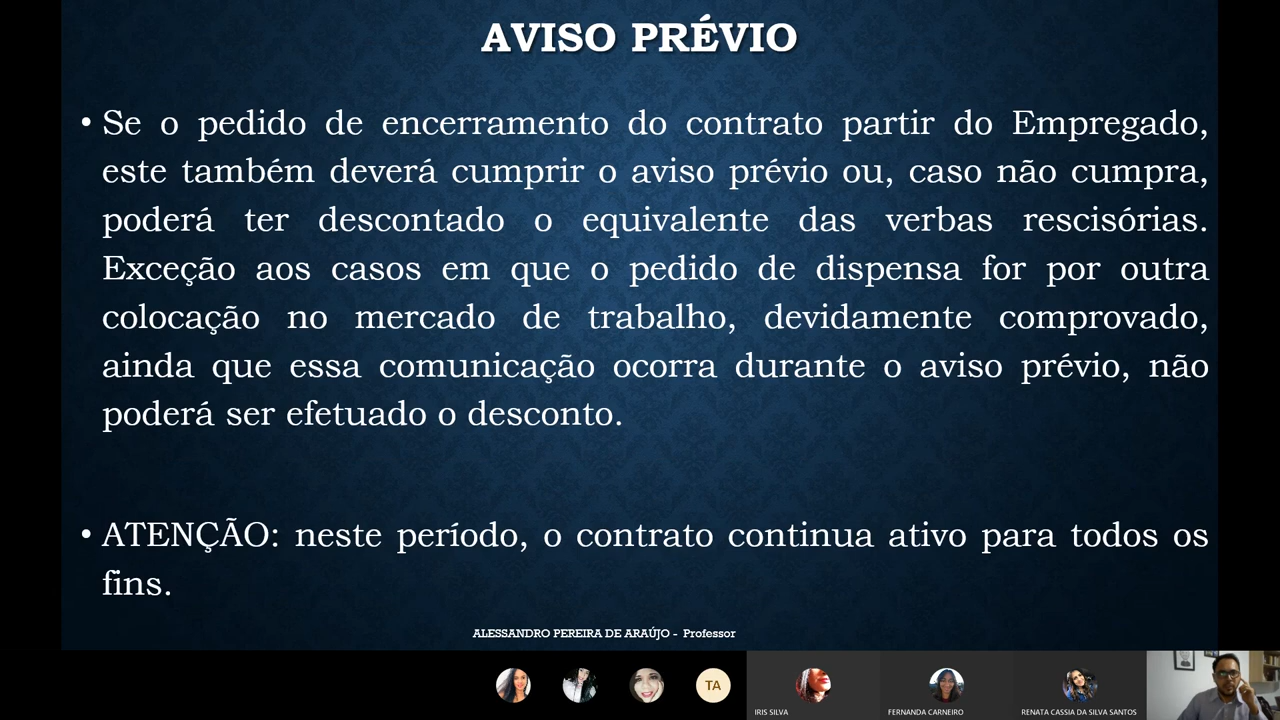 AVISO PRÉVIO
• Se o pedido de encerramento do contrato partir do Empregado,
este também deverá cumprir o aviso prévio ou, caso não cumpra,
poderá ter descontado o equivalente das verbas rescisórias.
Exceção aos casos em que o pedido de dispensa for por outra
colocação no mercado de trabalho, devidamente comprovado,
ainda que essa comunicação ocorra durante o aviso prévio, não
poderá ser efetuado o desconto.
• ATENÇÃO: neste período, o contrato continua ativo para todos os
fins.
ALESSANDRO PEREIRA DE ARAÚJO - Professor
TA
IRIS SILVA
FERNANDA CARNEIRO
RENATA CASSIA DA SILVA SANTOS